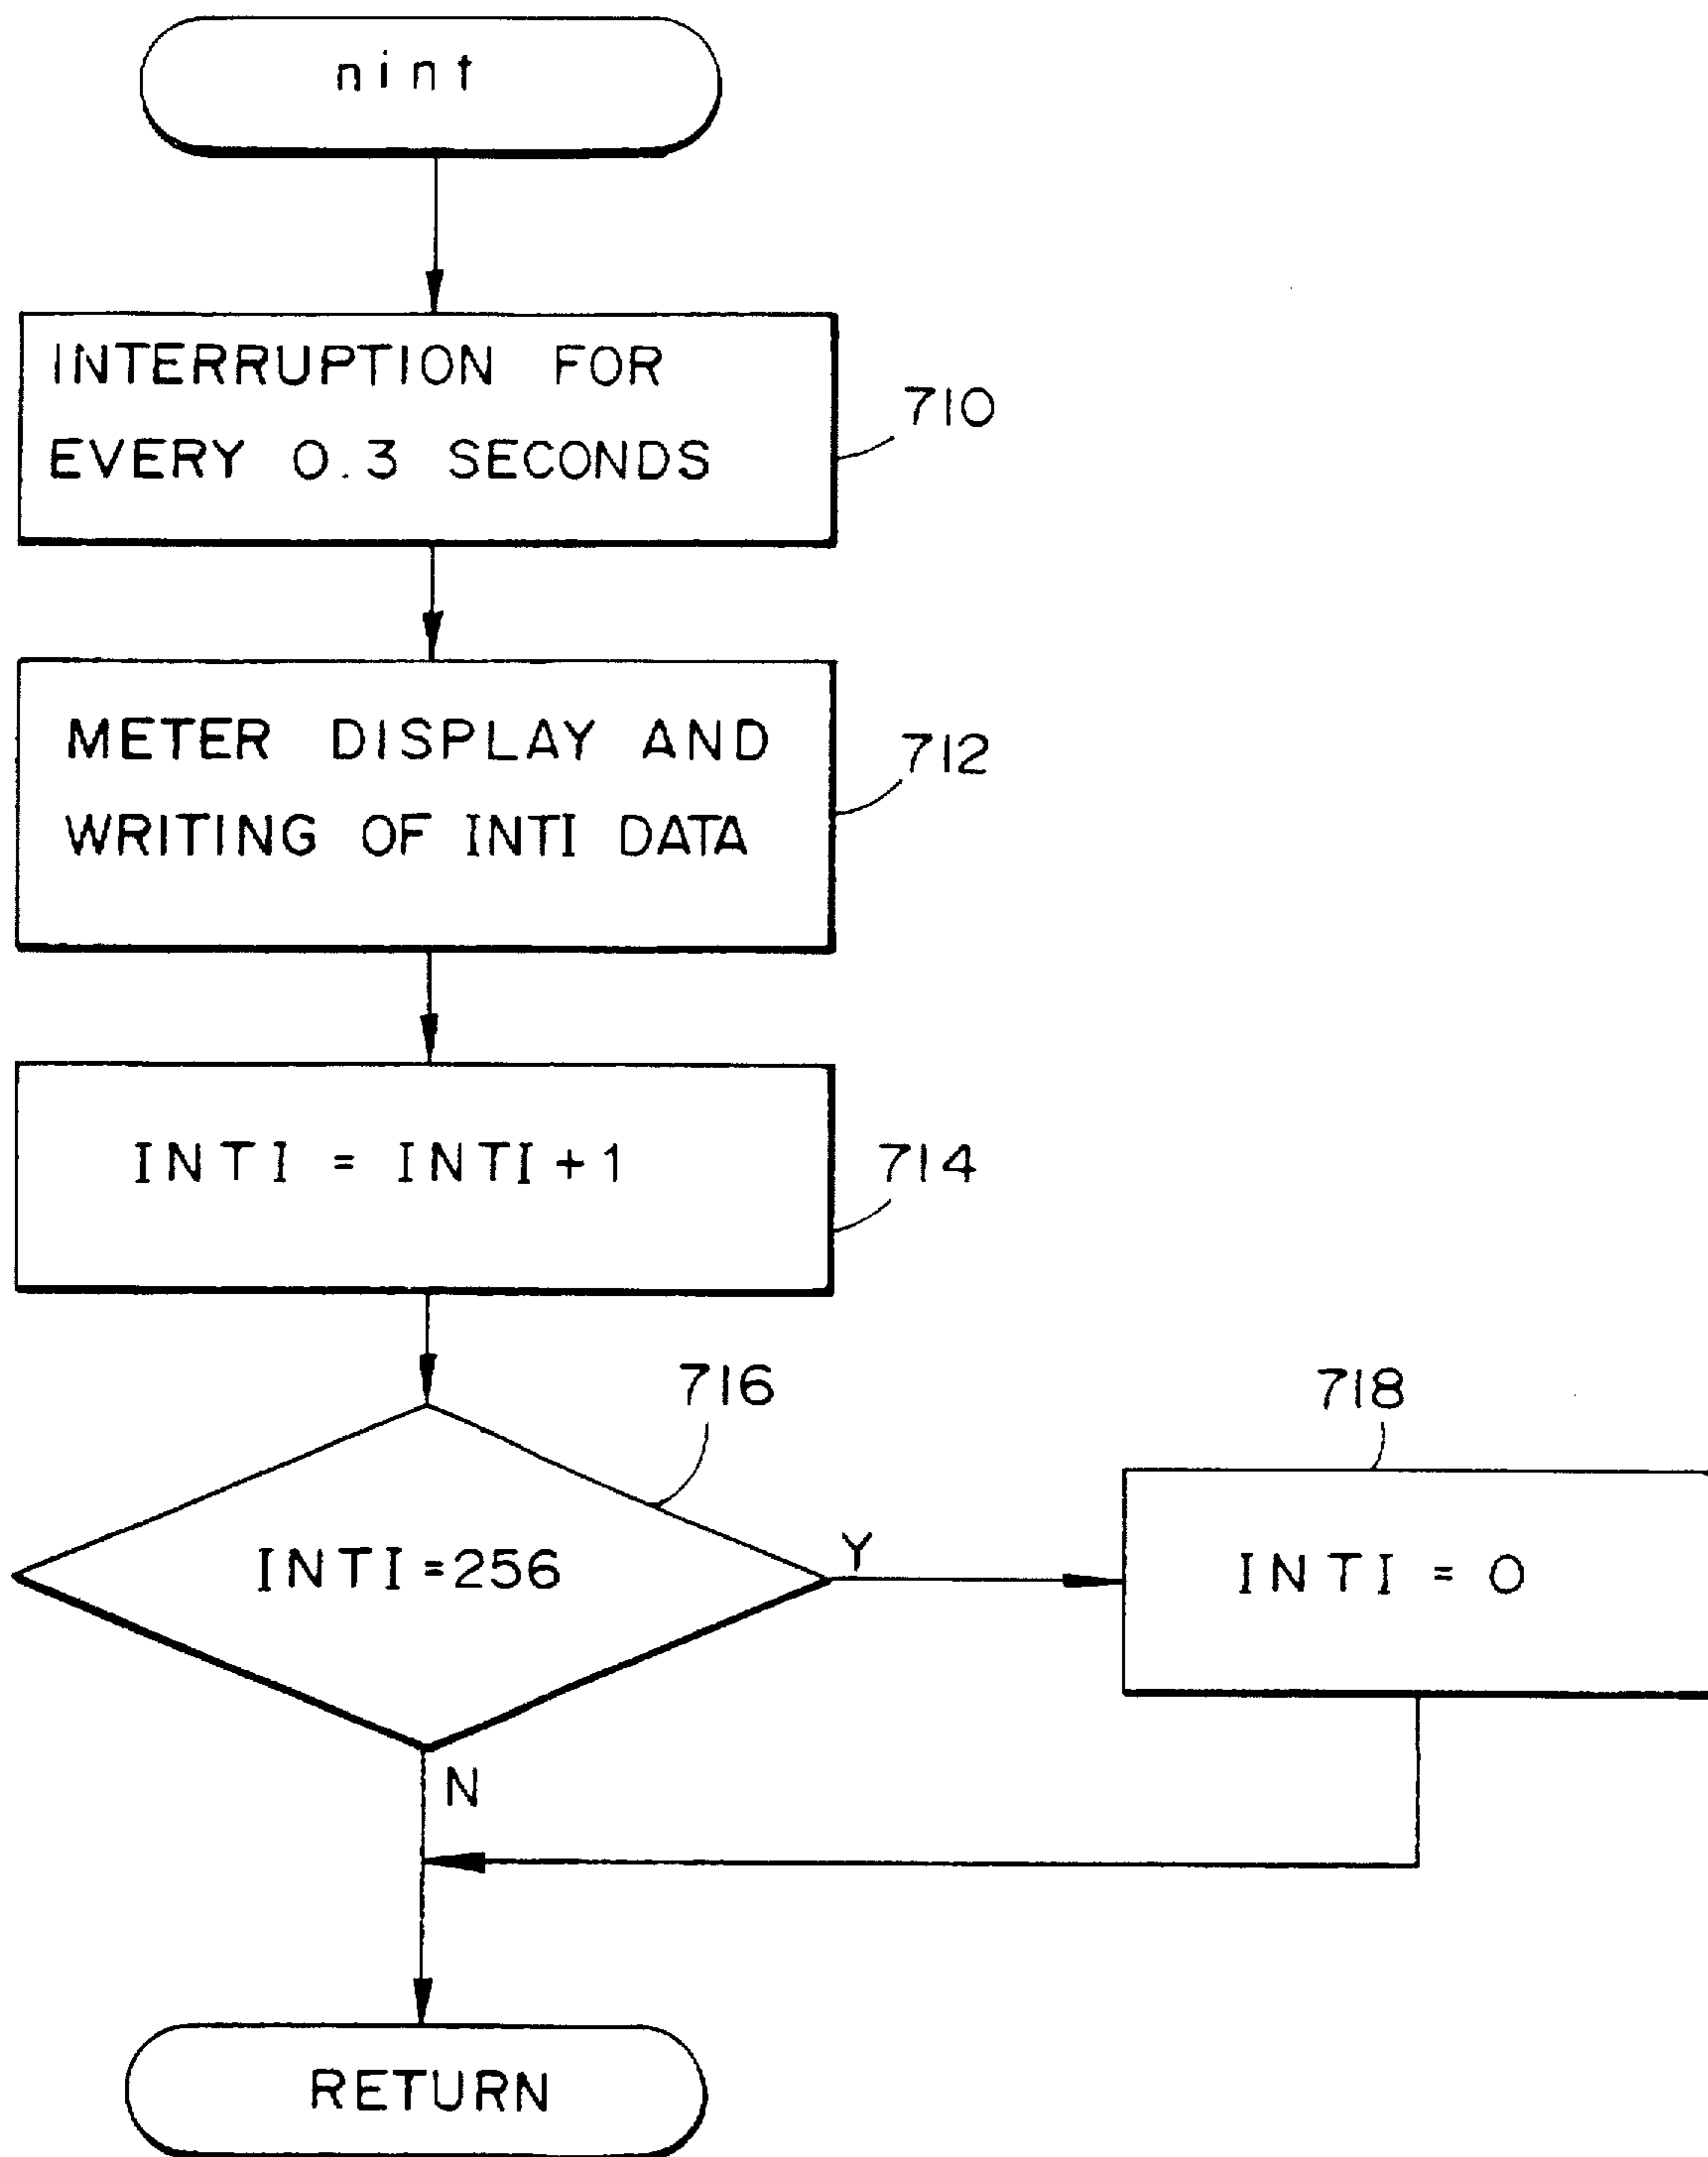 nint
INTERRUPTION FOR
EVERY 0.3 SECONDS
710
METER DISPLAY AND
WRITING OF INTI DATA
712
INTI = INTI+1
714
716
INTI=256
Y
718
INTI = 0
N
RETURN